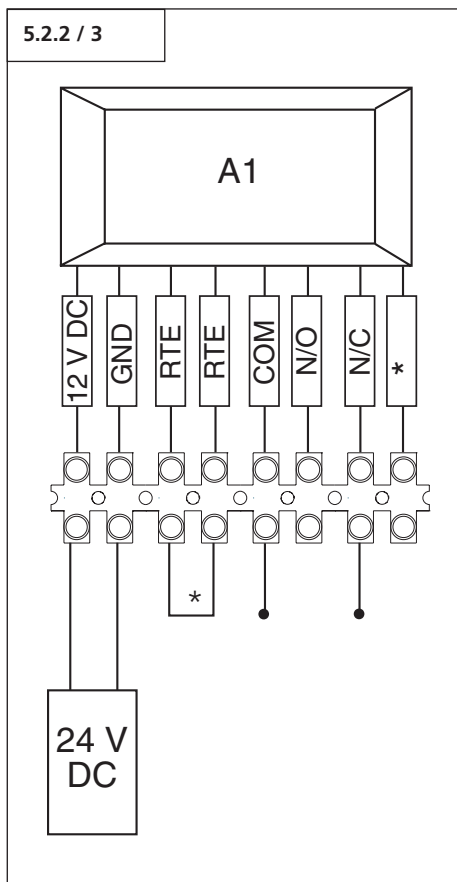 5.2.2 / 3
A1
12 V DC
GND
RTE
RTE
COM
N/O
N/C
*
*
24 V
DC